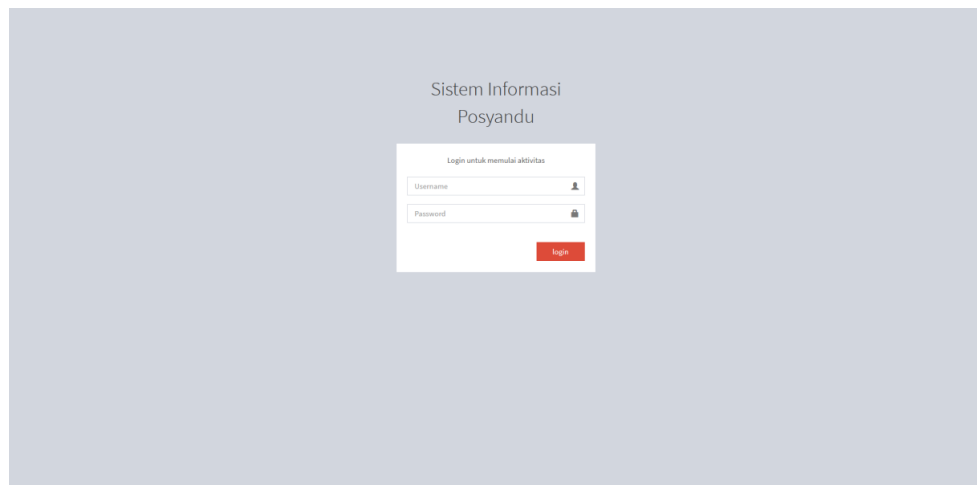 Sistem Informasi
Posyandu
Login untuk memulai aktivitas
Username
Password
login